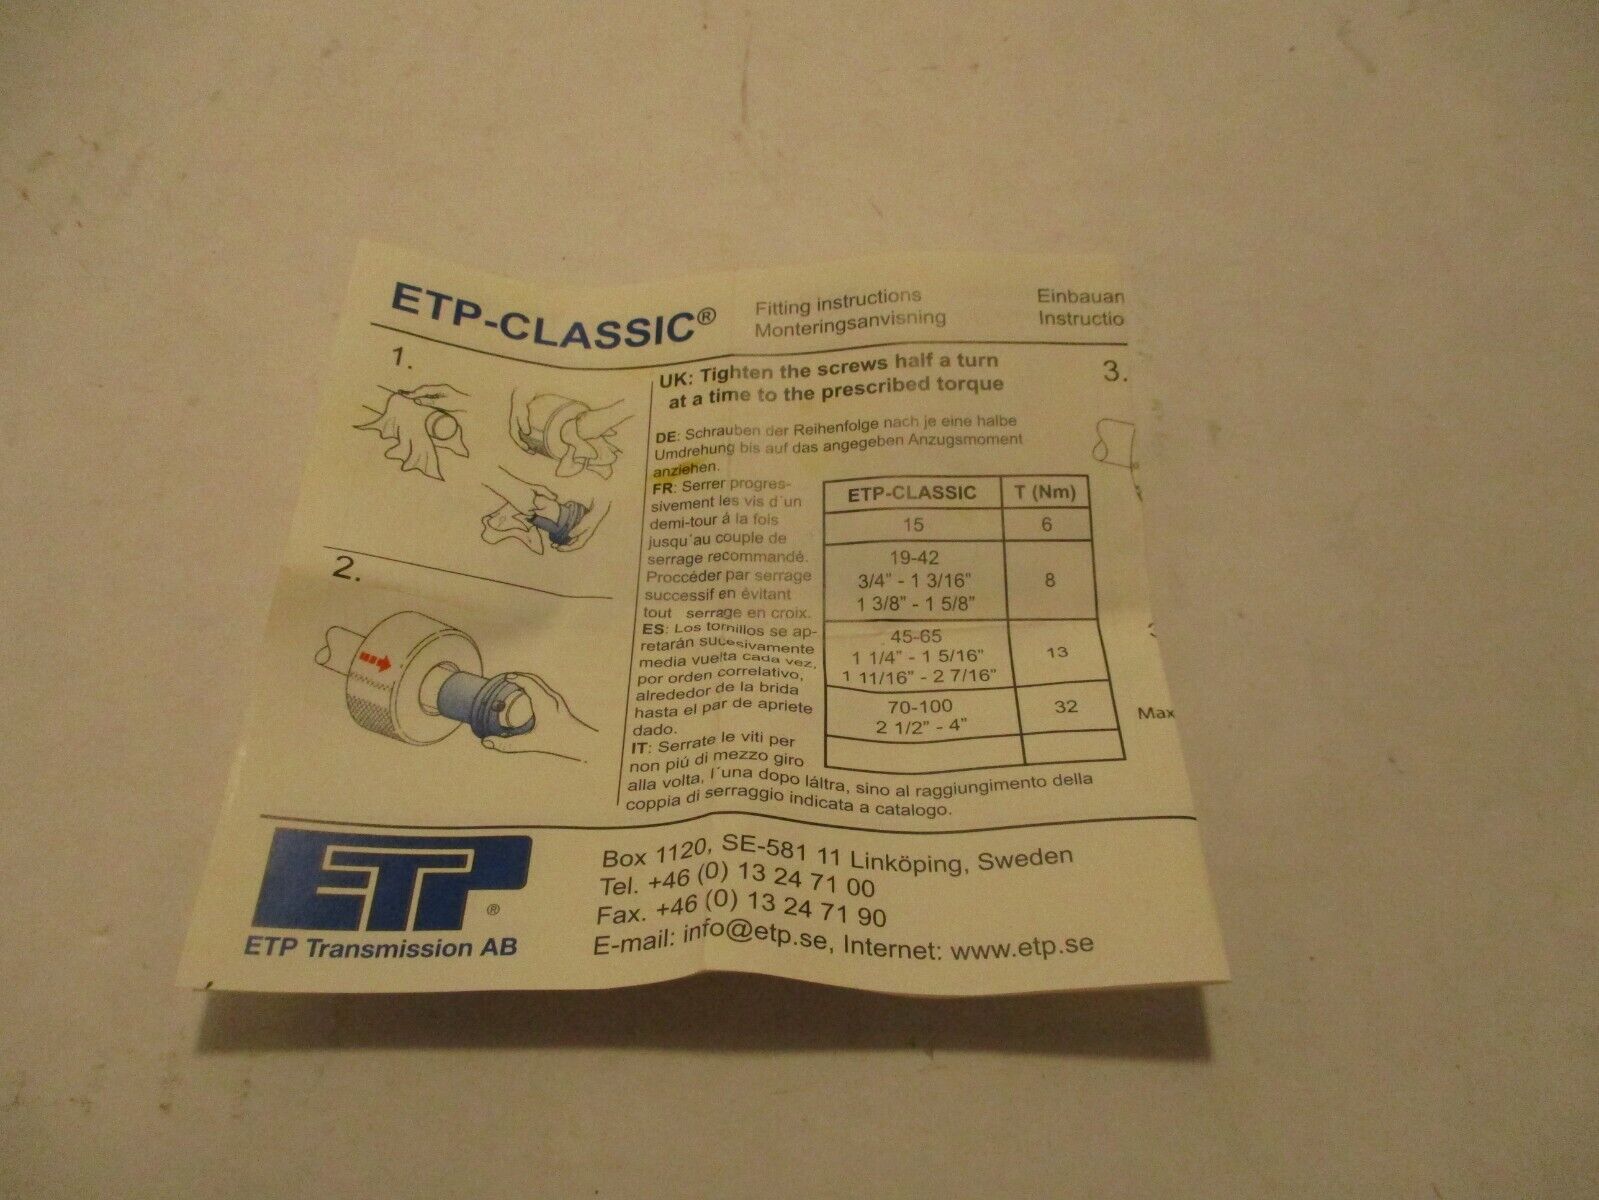 ETP-CLASSIC®
Fitting instructions
Monteringsanvisning
Einbauan
Instructio
1.
2.
UK: Tighten the screws half a turn
at a time to the prescribed torque
DE: Schrauben der Reihenfolge nach je eine halbe
Umdrehung bis auf das angegeben Anzugsmoment
anziehen.
FR: Serrer progres-
sivement les vis d´un
demi-tour á la fois
jusqu´au couple de
serrage recommandé.
Proccéder par serrage
successif en évitant
tout serrage en croix.
ES: Los tornillos se ap-
retarán sucesivamente
media vuelta cada vez,
por orden correlativo,
alrededor de la brida
hasta el par de apriete
dado.
IT: Serrate le viti per
non piú di mezzo giro
alla volta, l´una dopo láltra, sino al raggiungimento della
coppia di serraggio indicata a catalogo.
ETP-CLASSIC T (Nm)
15 6
19-42
3/4" - 1 3/16" 8
1 3/8" - 1 5/8"
45-65
1 1/4" - 1 5/16" 13
1 11/16" - 2 7/16"
70-100 32
2 1/2" - 4"
3.
Max
ETP ®
ETP Transmission AB
Box 1120, SE-581 11 Linköping, Sweden
Tel. +46 (0) 13 24 71 00
Fax. +46 (0) 13 24 71 90
E-mail: info@etp.se, Internet: www.etp.se